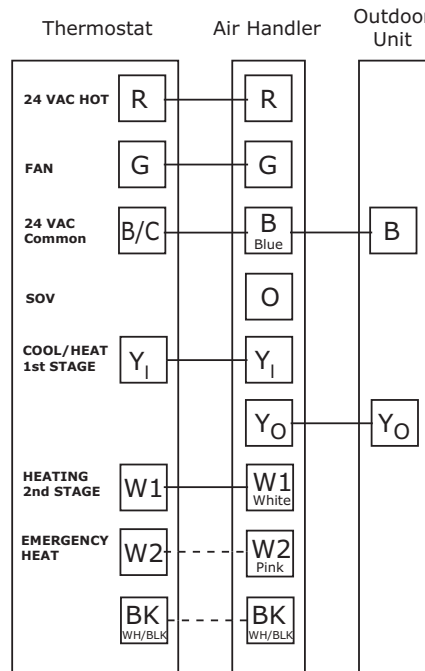 Thermostat Air Handler Outdoor
Unit
24 VAC HOT R R
FAN G G
24 VAC
Common B/C B B
Blue
SOV O
COOL/HEAT
1st STAGE YI YI
YO YO
HEATING
2nd STAGE W1 W1
White
EMERGENCY
HEAT W2 W2
Pink
BK BK
WH/BLK WH/BLK